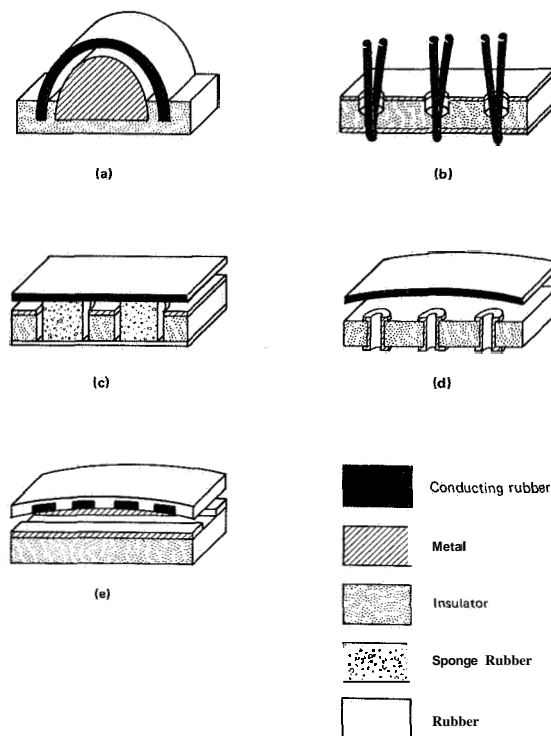 (a)
(b)
(c)
(d)
(e)
Conducting rubber
Metal
Insulator
Sponge Rubber
Rubber